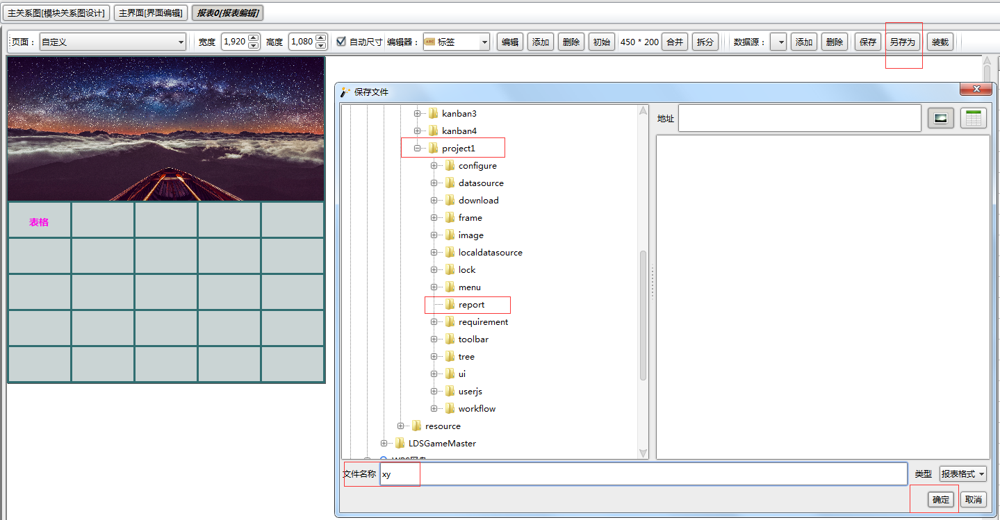 主关系图[模块关系图设计] 主界面[界面编辑] 报表0[报表编辑]
页面： 自定义 宽度 1,920 高度 1,080 自动尺寸 编辑器： ABC 标签 编辑 添加 删除 初始 450 * 200 合并 拆分 数据源： 添加 删除 保存 另存为 装载
保存文件
kanban3
地址
kanban4
project1
configure
datasource
download
frame
表格
image
localdatasource
lock
menu
report
requirement
toolbar
tree
ui
userjs
workflow
resource
LDSGameMaster
文件名称 xy 类型 报表格式
确定 取消